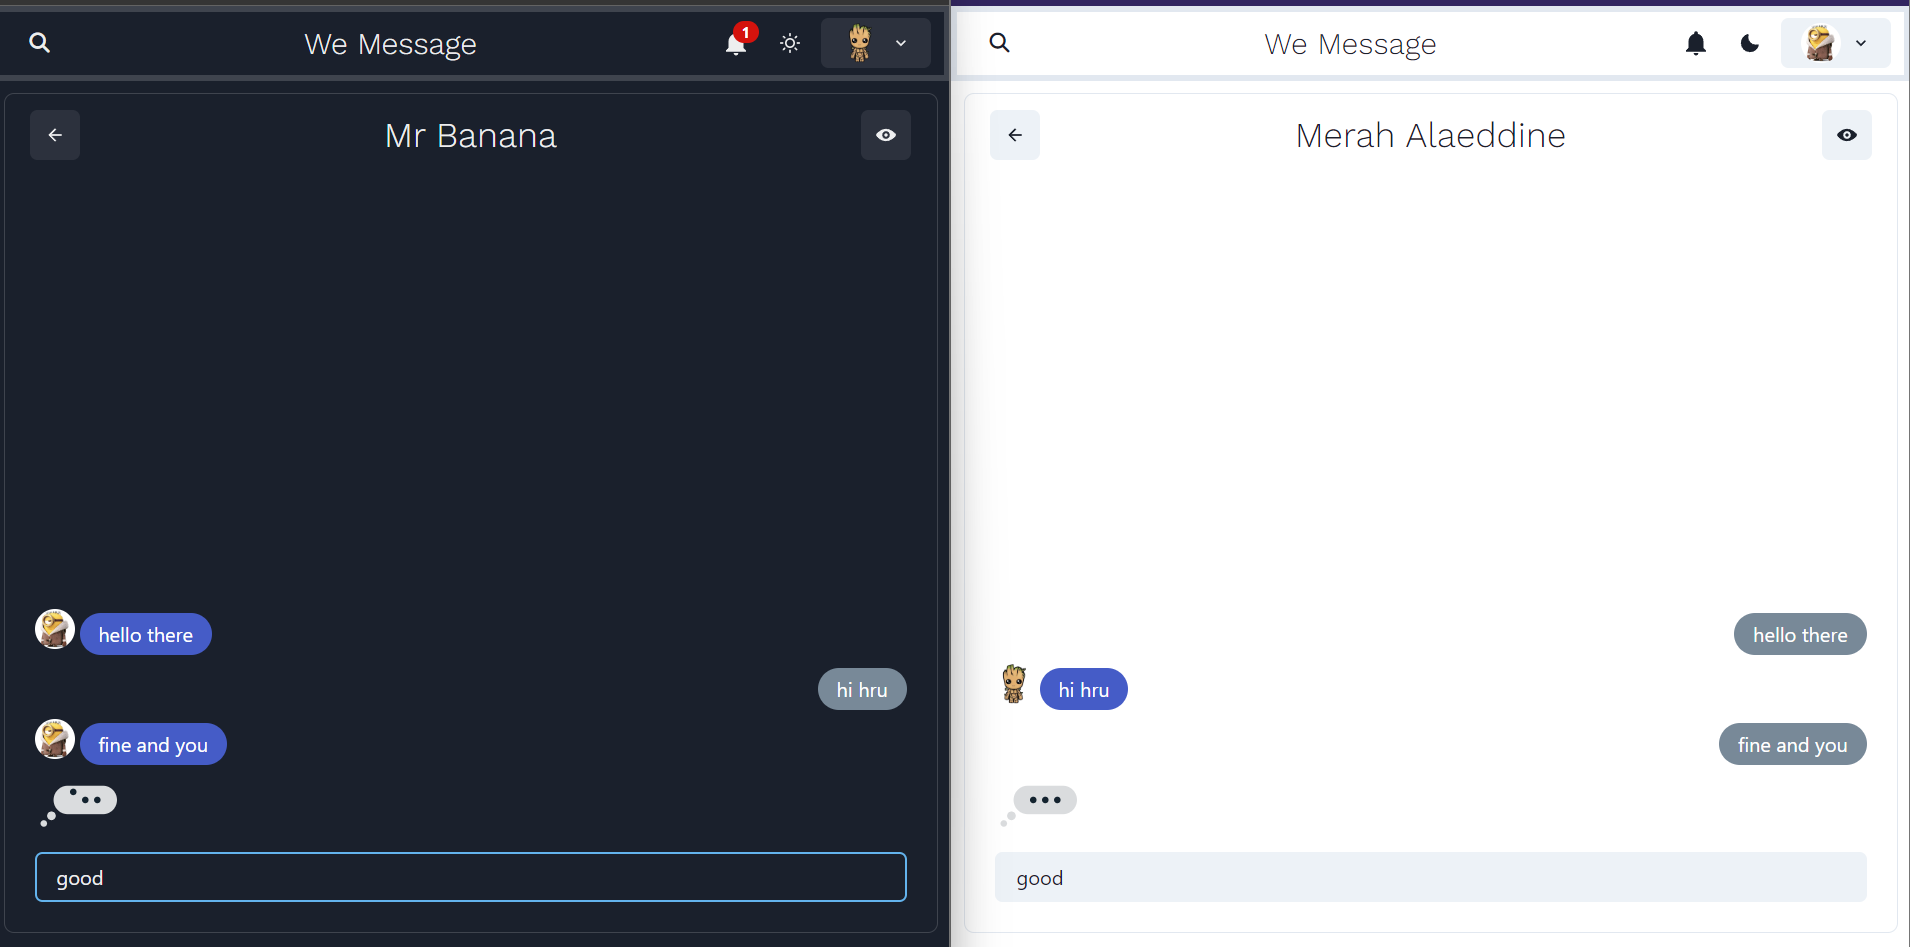 We Message
1
Mr Banana
hello there
hi hru
fine and you
good
We Message
Merah Alaeddine
hello there
hi hru
fine and you
good